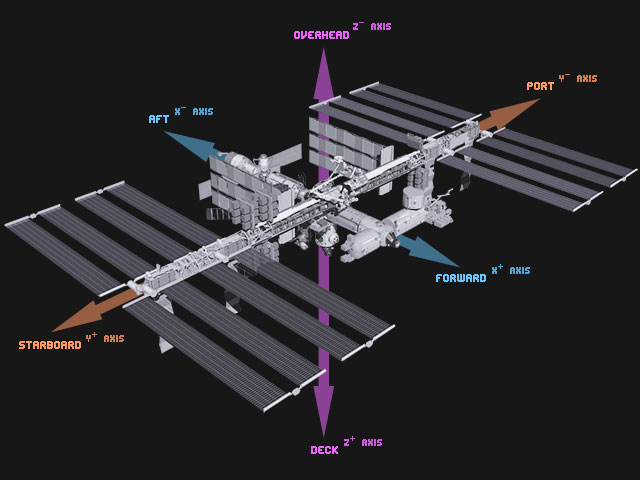 OVERHEAD Z- AXIS
PORT Y- AXIS
AFT X- AXIS
FORWARD X+ AXIS
STARBOARD Y+ AXIS
DECK Z+ AXIS